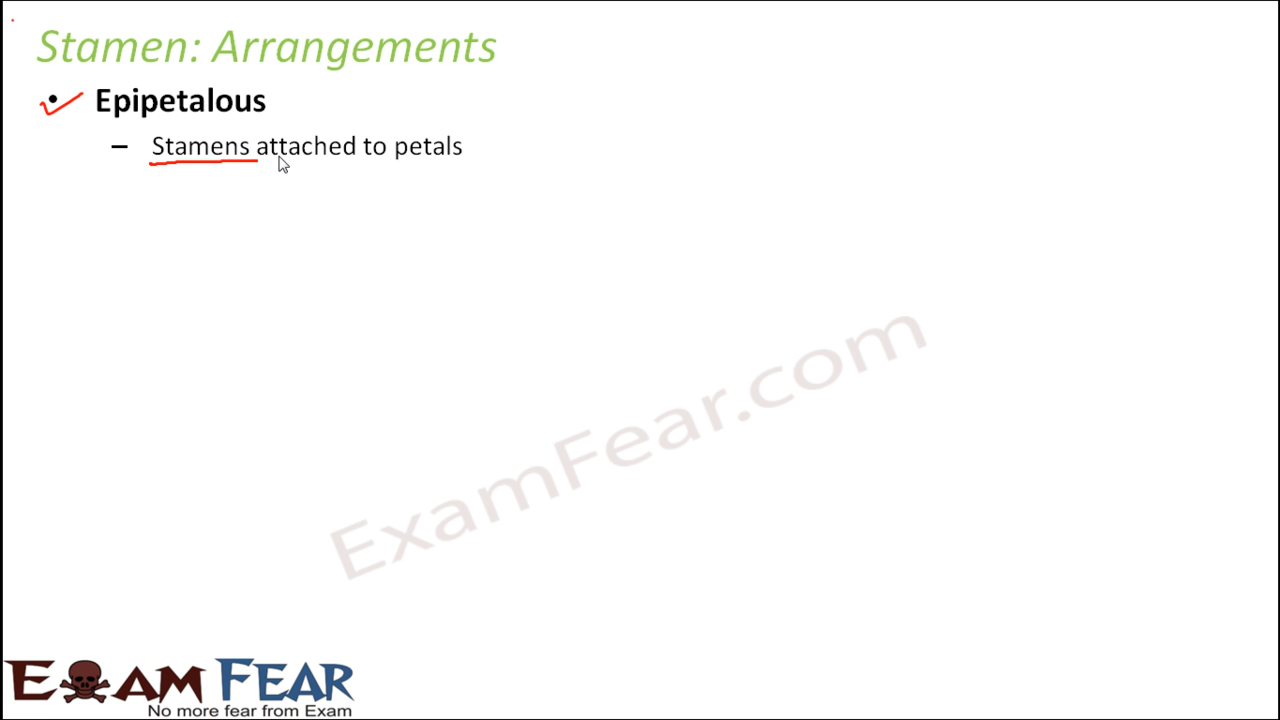 Stamen: Arrangements
• Epipetalous
– Stamens attached to petals
ExamFear.com
EXAM FEAR
No more fear from Exam